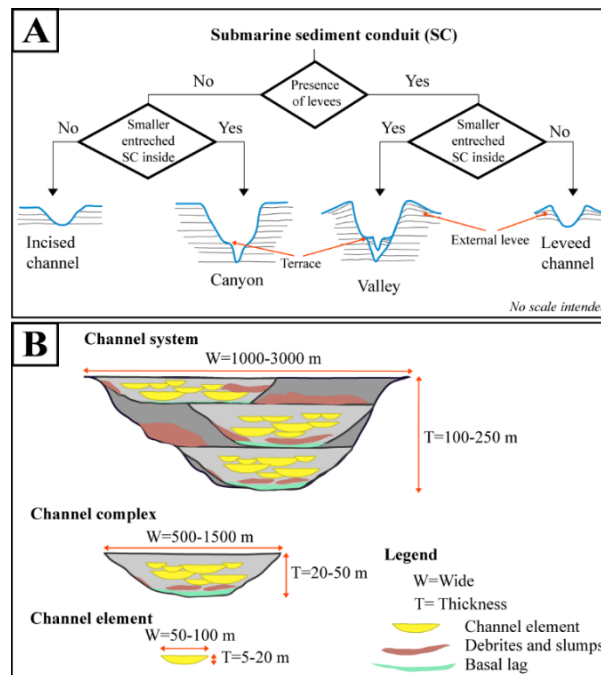 A
Submarine sediment conduit (SC)
No
Presence
of levees
Yes
No
Smaller
entreched
SC inside
Yes
Yes
Smaller
entreched
SC inside
No
Incised
channel
Canyon
Terrace
Valley
External levee
Leveed
channel
No scale intended
B
Channel system
W=1000-3000 m
T=100-250 m
Channel complex
W=500-1500 m
T=20-50 m
Channel element
W=50-100 m
T=5-20 m
Legend
W=Wide
T= Thickness
Channel element
Debrites and slumps
Basal lag